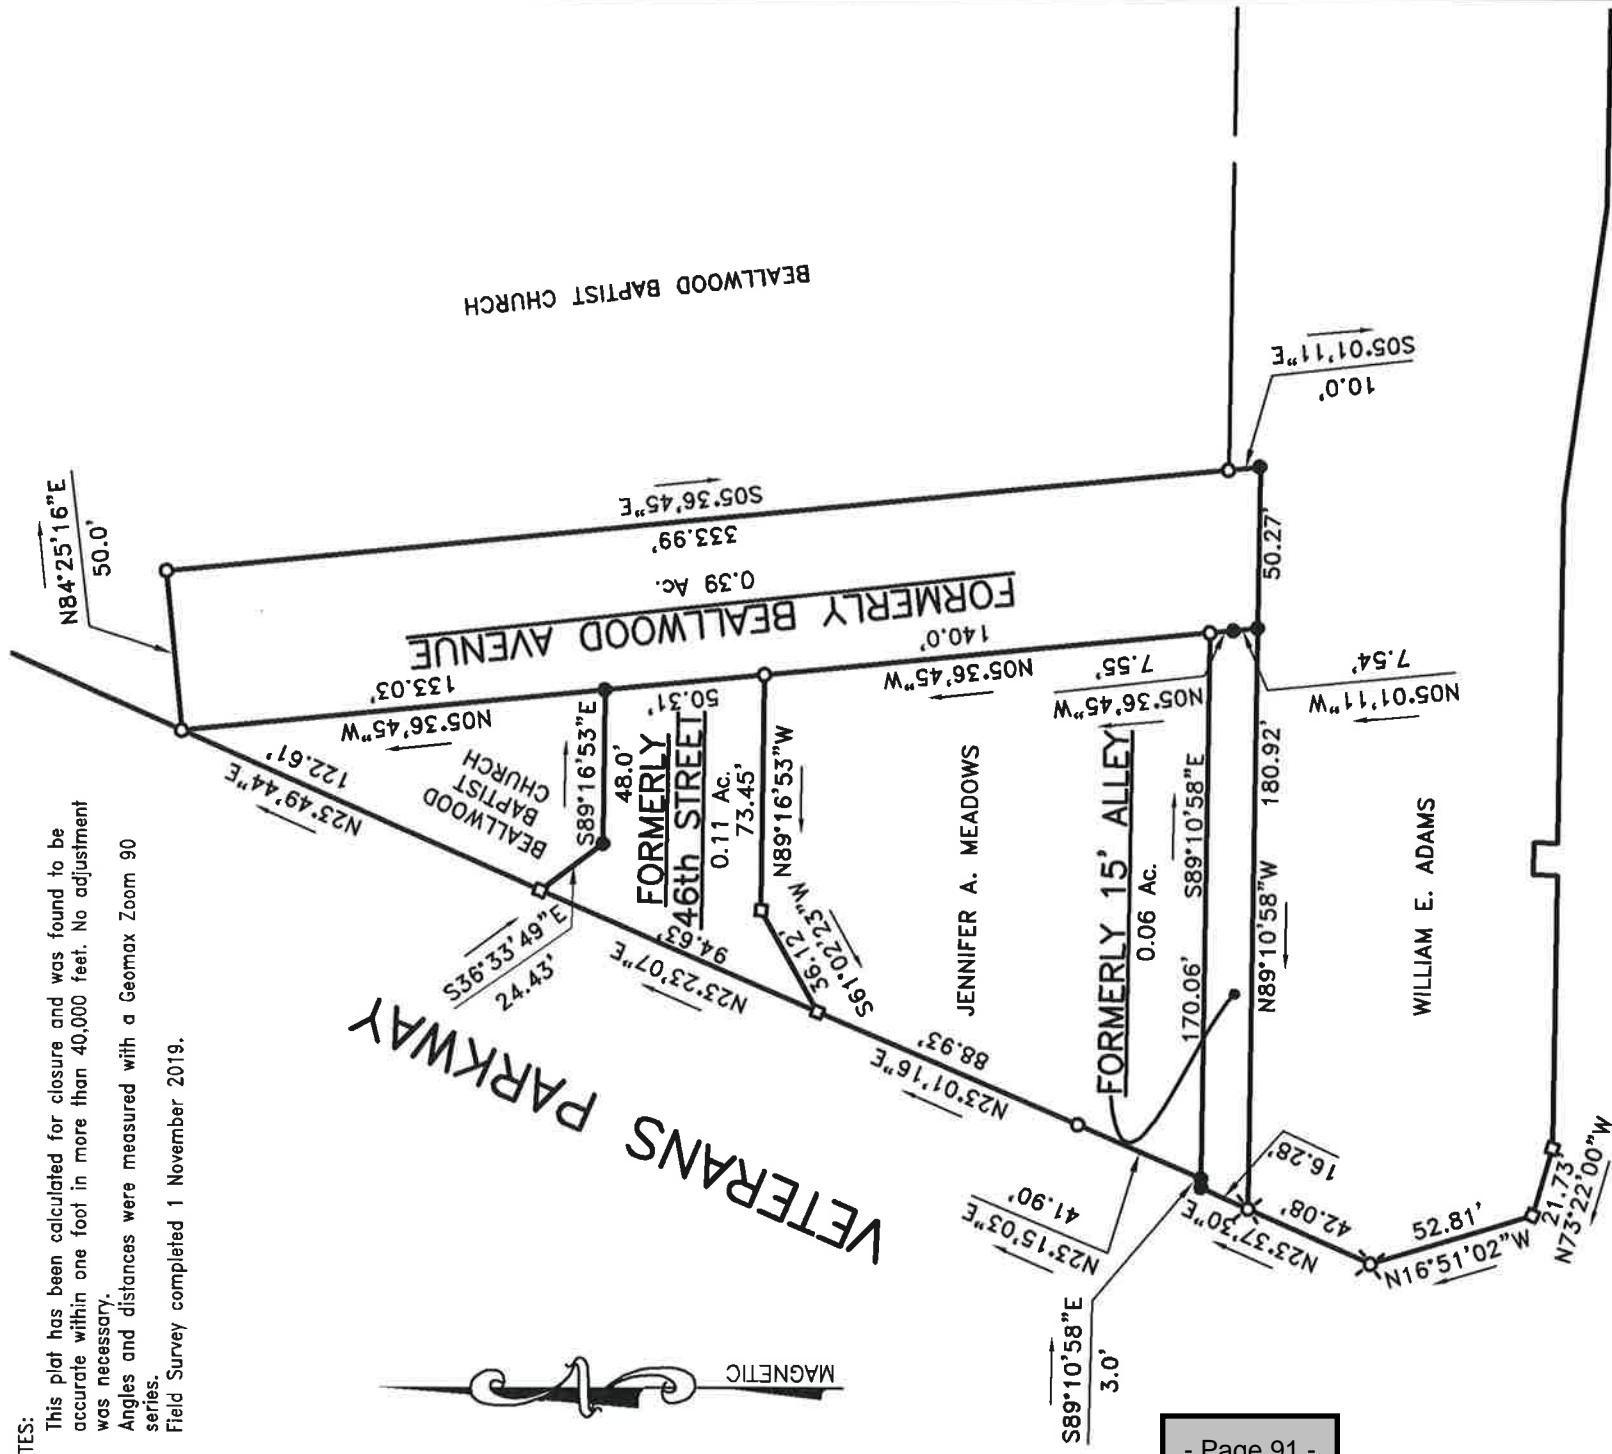 TES:
This plat has been calculated for closure and was found to be
accurate within one foot in more than 40,000 feet. No adjustment
was necessary.
Angles and distances were measured with a Geomax Zoom 90
series.
Field Survey completed 1 November 2019.
MAGNETIC
VETERANS PARKWAY
N84°25'16"E
50.0'
S05°36'45"E
333.99'
0.39 Ac.
FORMERLY BEALLWOOD AVENUE
BEALLWOOD BAPTIST CHURCH
S05°01'11"E
10.0'
50.27'
N05°36'45"W
133.03'
50.31'
N05°36'45"W
140.0'
N05°36'45"W
7.55'
N05°01'11"W
7.54'
N23°49'44"E
122.61'
BEALLWOOD
BAPTIST
CHURCH
S89°16'53"E
48.0'
S36°33'49"E
24.43'
FORMERLY
46th STREET
0.11 Ac.
73.45'
N89°16'53"W
N23°23'07"E
94.63'
36.12'
S61°02'23"W
JENNIFER A. MEADOWS
N23°01'16"E
88.93'
FORMERLY 15' ALLEY
0.06 Ac.
170.06'
S89°10'58"E
N89°10'58"W
180.92'
N23°15'03"E
41.90'
S89°10'58"E
3.0'
16.28'
N23°37'30"E
42.08'
WILLIAM E. ADAMS
52.81'
N16°51'02"W
21.73'
N73°22'00"W
- Page 91 -